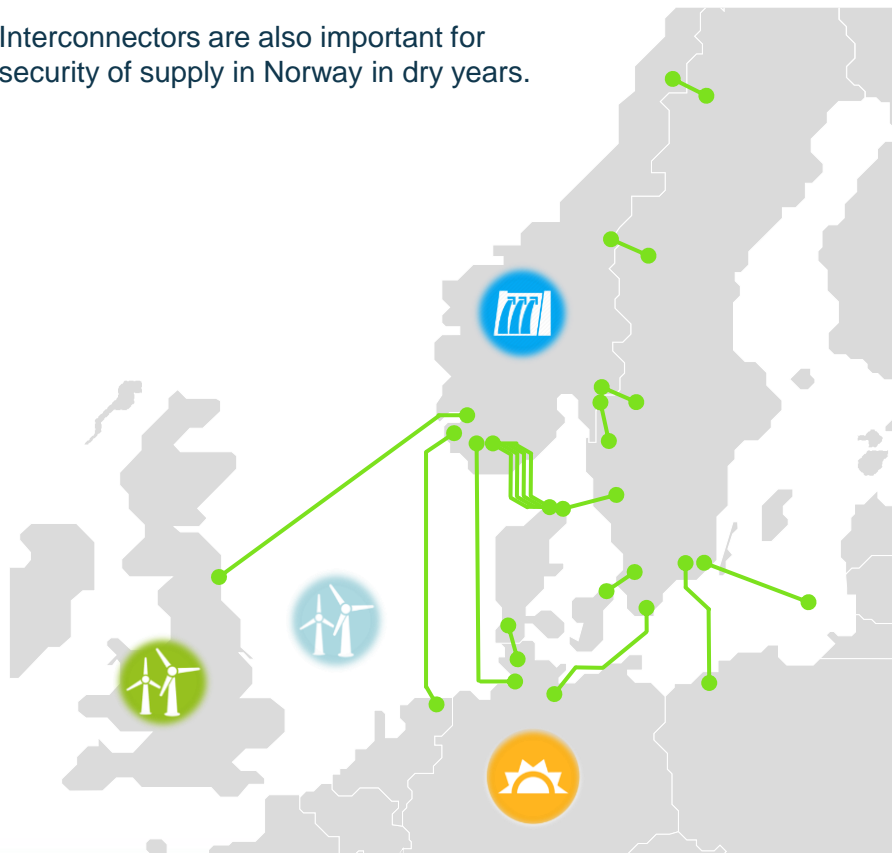 Interconnectors are also important for
security of supply in Norway in dry years.